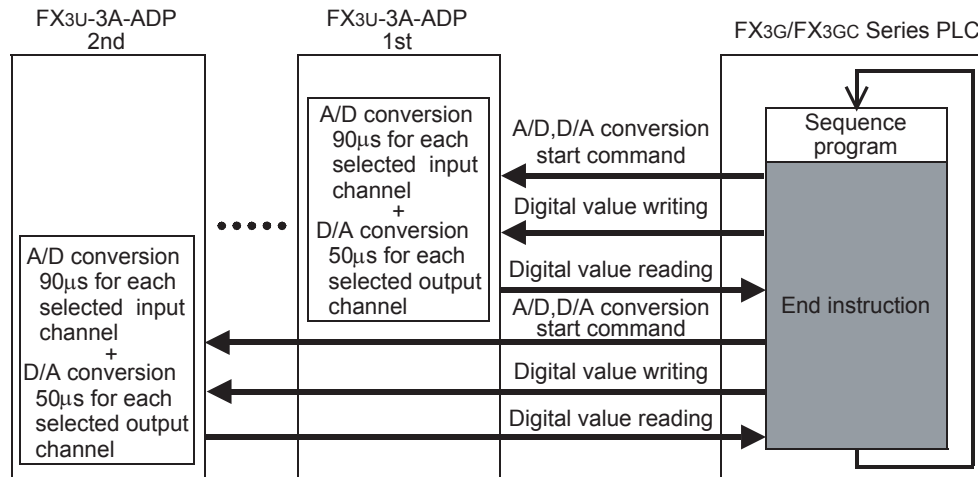 FX3U-3A-ADP
2nd
FX3U-3A-ADP
1st
FX3G/FX3GC Series PLC
A/D conversion
90μs for each
selected input
channel
+
D/A conversion
50μs for each
selected output
channel
A/D conversion
90μs for each
selected input
channel
+
D/A conversion
50μs for each
selected output
channel
A/D,D/A conversion
start command
Digital value writing
Digital value reading
A/D,D/A conversion
start command
Digital value writing
Digital value reading
Sequence
program
End instruction